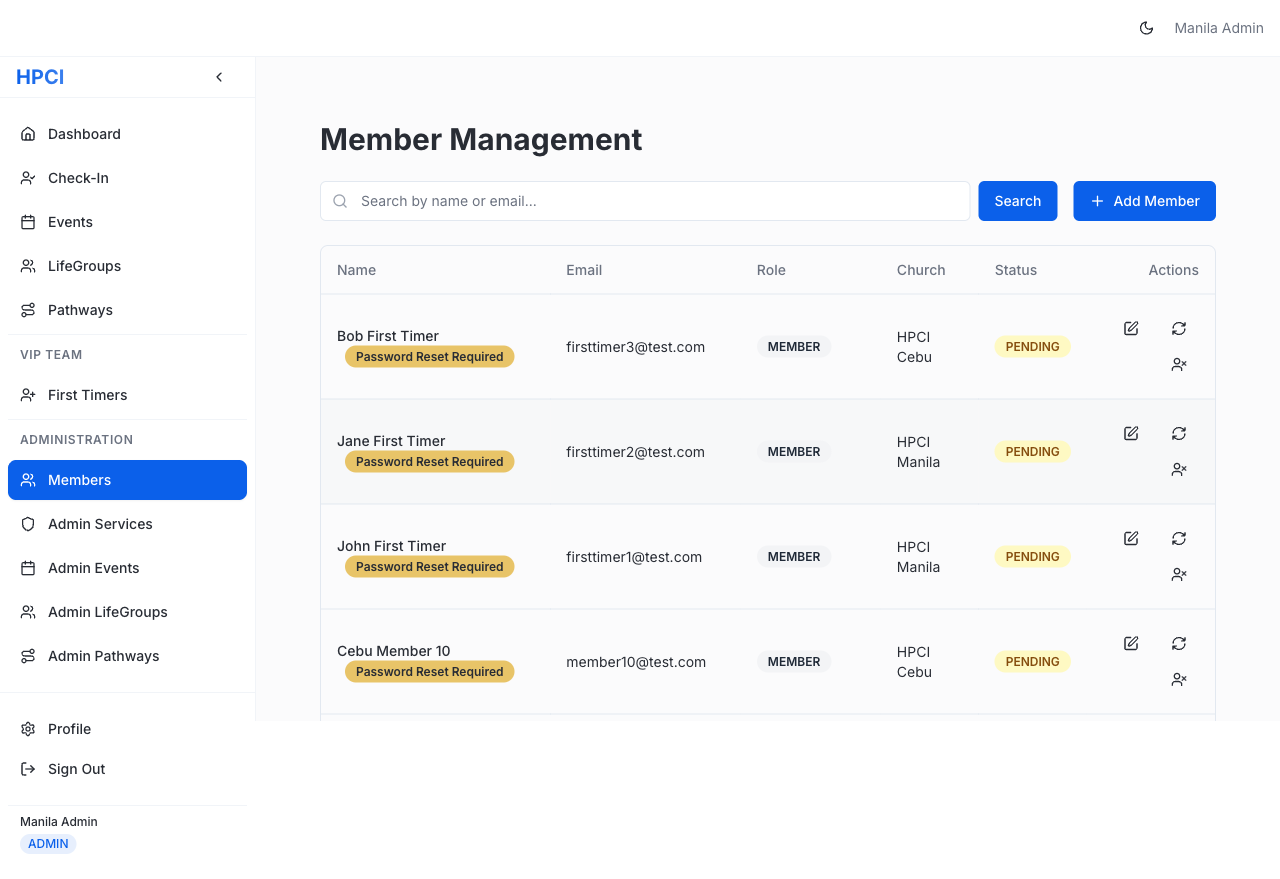 Manila Admin
HPCI
Dashboard
Check-In
Events
LifeGroups
Pathways
VIP TEAM
First Timers
ADMINISTRATION
Members
Admin Services
Admin Events
Admin LifeGroups
Admin Pathways
Profile
Sign Out
Manila Admin
ADMIN
Member Management
Search by name or email...
Search
Add Member
Name Email Role Church Status Actions
Bob First Timer
Password Reset Required
firsttimer3@test.com
MEMBER
HPCI
Cebu
PENDING
Jane First Timer
Password Reset Required
firsttimer2@test.com
MEMBER
HPCI
Manila
PENDING
John First Timer
Password Reset Required
firsttimer1@test.com
MEMBER
HPCI
Manila
PENDING
Cebu Member 10
Password Reset Required
member10@test.com
MEMBER
HPCI
Cebu
PENDING